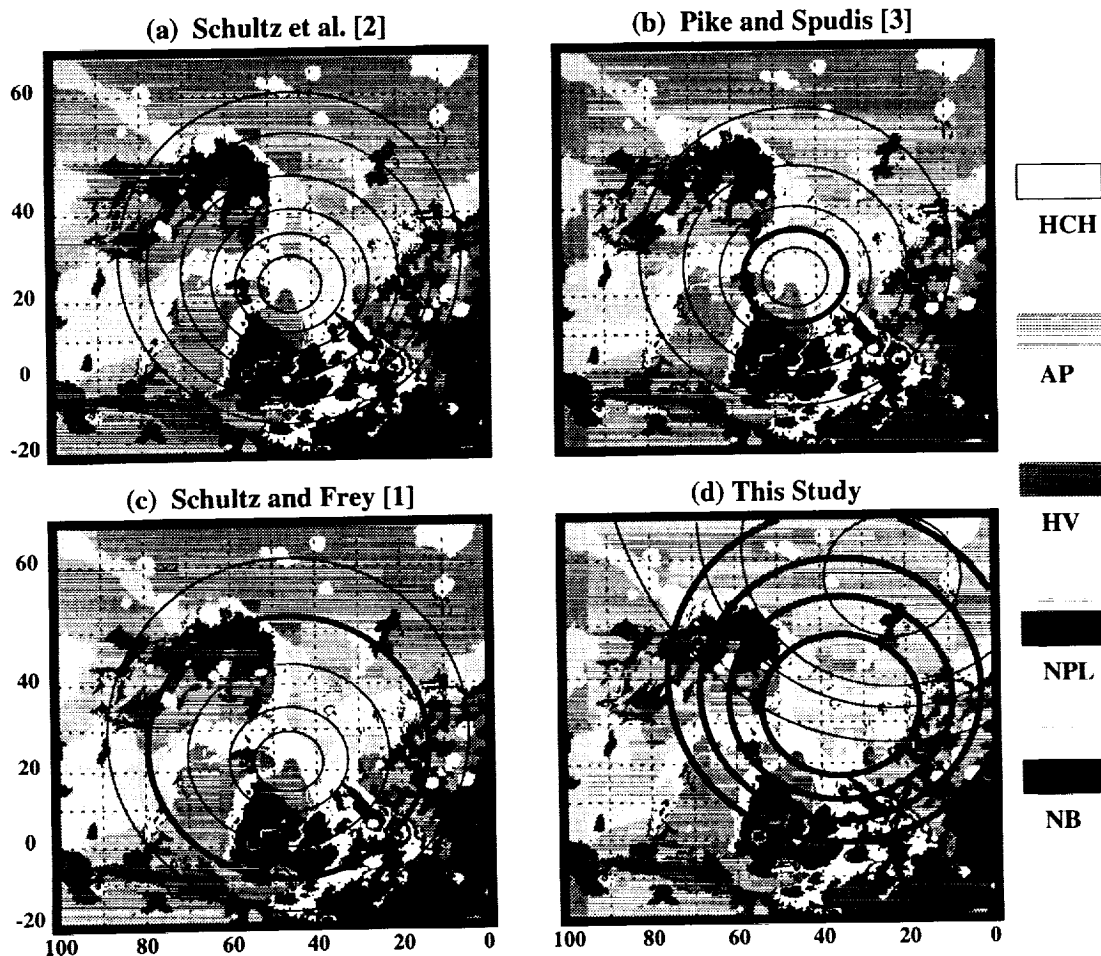 (a) Schultz et al. [2]
(b) Pike and Spudis [3]
60
40
20
0
-20
HCH
AP
HV
NPL
NB
(c) Schultz and Frey [1]
(d) This Study
60
40
20
0
-20
100 80 60 40 20 0
100 80 60 40 20 0